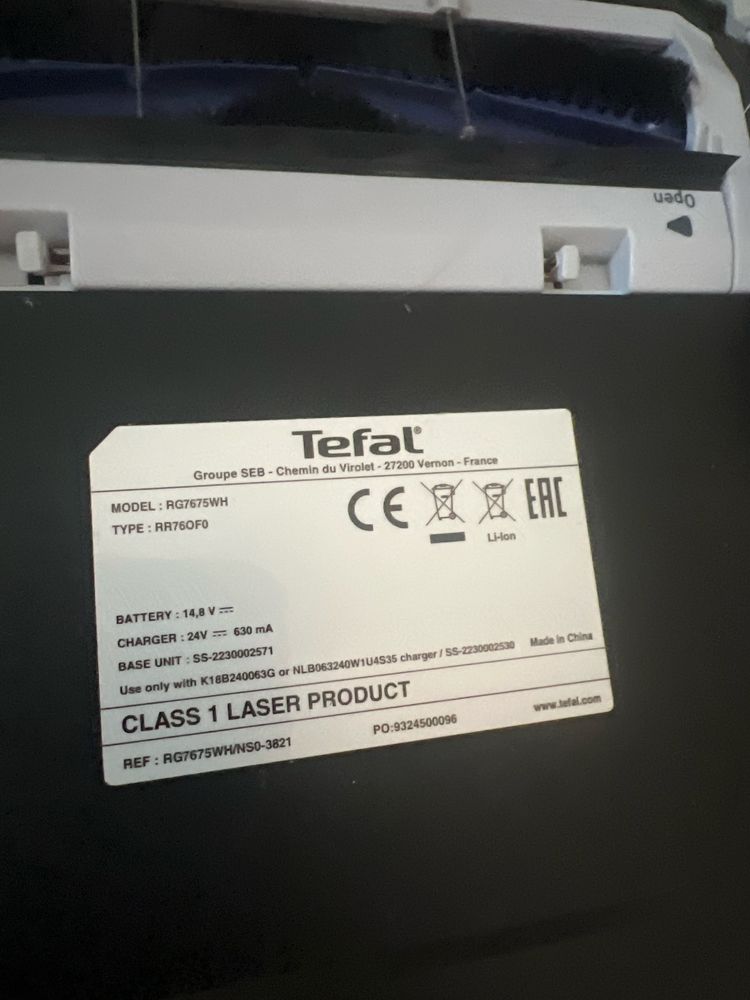 Open
Tefal®
Groupe SEB - Chemin du Virolet - 27200 Vernon - France
MODEL : RG7675WH
TYPE : RR76OF0
CE
EAC
Li-Ion
BATTERY : 14,8 V ⎓
CHARGER : 24V ⎓ 630 mA
BASE UNIT : SS-2230002571
Use only with K18B240063G or NLB063240W1U4S35 charger / SS-2230002530
Made in China
CLASS 1 LASER PRODUCT
REF : RG7675WH/NS0-3821
PO:9324500096
www.tefal.com